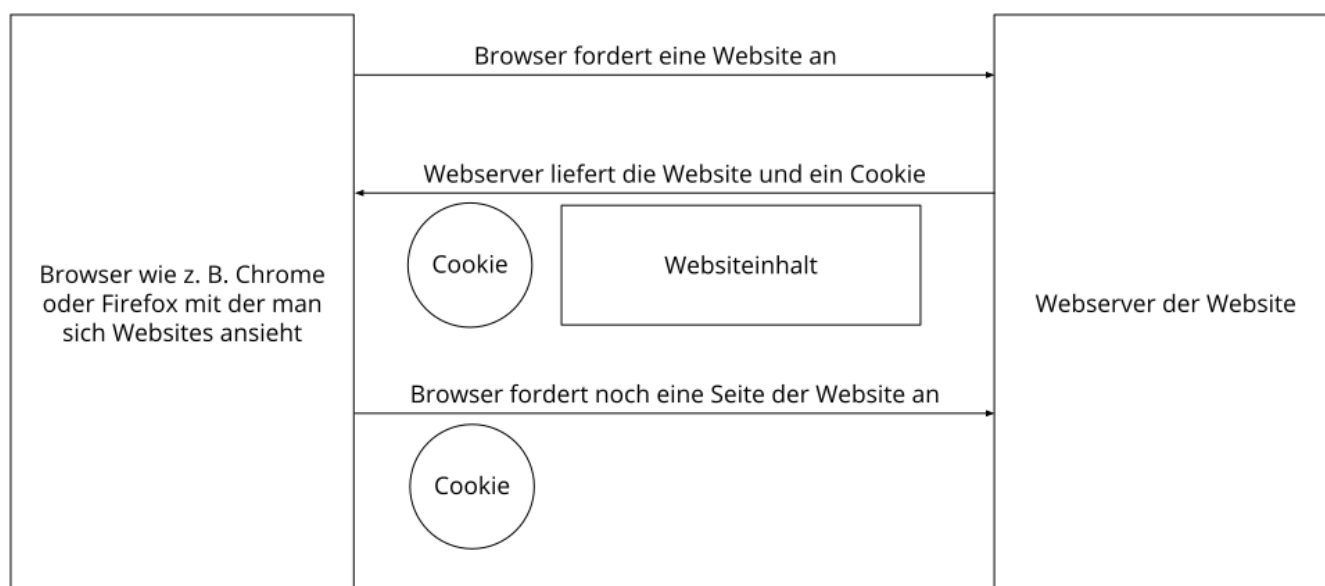 Browser fordert eine Website an
Webserver liefert die Website und ein Cookie
Cookie
Websiteinhalt
Browser wie z. B. Chrome
oder Firefox mit der man
sich Websites ansieht
Webserver der Website
Browser fordert noch eine Seite der Website an
Cookie